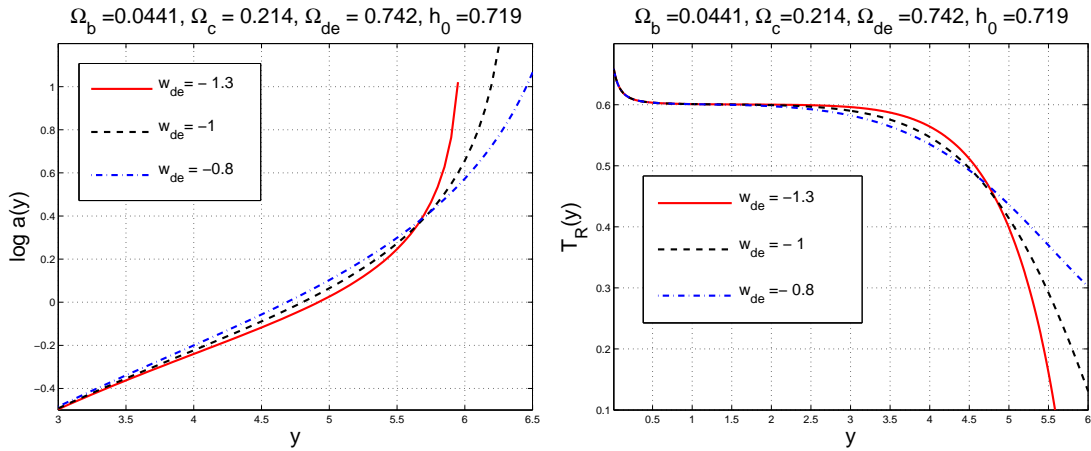 Ω_b =0.0441, Ω_c = 0.214, Ω_de = 0.742, h_0 =0.719
log a(y)
1
0.8
0.6
0.4
0.2
0
−0.2
−0.4
w_de = − 1.3
w_de = −1
w_de = −0.8
3 3.5 4 4.5 5 5.5 6 6.5
y
Ω_b =0.0441, Ω_c =0.214, Ω_de = 0.742, h_0 =0.719
T_R(y)
0.6
0.5
0.4
0.3
0.2
0.1
w_de = −1.3
w_de = − 1
w_de = − 0.8
0.5 1 1.5 2 2.5 3 3.5 4 4.5 5 5.5 6
y